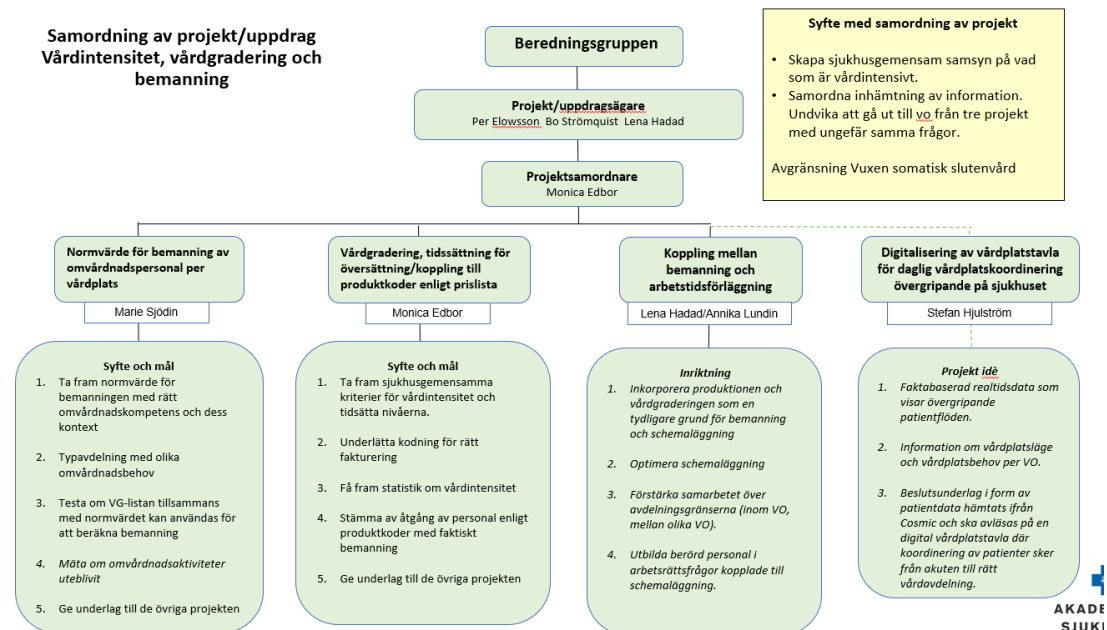 Samordning av projekt/uppdrag
Vårdintensitet, vårdgradering och
bemanning
Beredningsgruppen
Projekt/uppdragsägare
Per Elowsson Bo Strömquist Lena Hadad
Projektsamordnare
Monica Edbor
Syfte med samordning av projekt
• Skapa sjukhusgemensam samsyn på vad
som är vårdintensivt.
• Samordna inhämtning av information.
Undvika att gå ut till vo från tre projekt
med ungefär samma frågor.
Avgränsning Vuxen somatisk slutenvård
Normvärde för bemanning av
omvårdnadspersonal per
vårdplats
Marie Sjödin
Syfte och mål
1. Ta fram normvärde för
bemanningen med rätt
omvårdnadskompetens och dess
kontext
2. Typavdelning med olika
omvårdnadsbehov
3. Testa om VG-listan tillsammans
med normvärdet kan användas för
att beräkna bemanning
4. Mäta om omvårdnadsaktiviteter
uteblivit
5. Ge underlag till de övriga projekten
Vårdgradering, tidssättning för
översättning/koppling till
produktkoder enligt prislista
Monica Edbor
Syfte och mål
1. Ta fram sjukhusgemensamma
kriterier för vårdintensitet och
tidsätta nivåerna.
2. Underlätta kodning för rätt
fakturering
3. Få fram statistik om vårdintensitet
4. Stämma av åtgång av personal enligt
produktkoder med faktiskt
bemanning
5. Ge underlag till de övriga projekten
Koppling mellan
bemanning och
arbetstidsförläggning
Lena Hadad/Annika Lundin
Inriktning
1. Inkorporera produktionen och
vårdgraderingen som en
tydligare grund för bemanning
och schemaläggning
2. Optimera schemaläggning
3. Förstärka samarbetet över
avdelningsgränserna (inom VO,
mellan olika VO).
4. Utbilda berörd personal i
arbetsrättsfrågor kopplade till
schemaläggning.
Digitalisering av vårdplatstavla
för daglig vårdplatskoordinering
övergripande på sjukhuset
Stefan Hjulström
Projekt idè
1. Faktabaserad realtidsdata som
visar övergripande
patientflöden.
2. Information om vårdplatsläge
och vårdplatsbehov per VO.
3. Beslutsunderlag i form av
patientdata hämtats ifrån
Cosmic och ska avläsas på en
digital vårdplatstavla där
koordinering av patienter sker
från akuten till rätt
vårdavdelning.
AKADE
SJUK